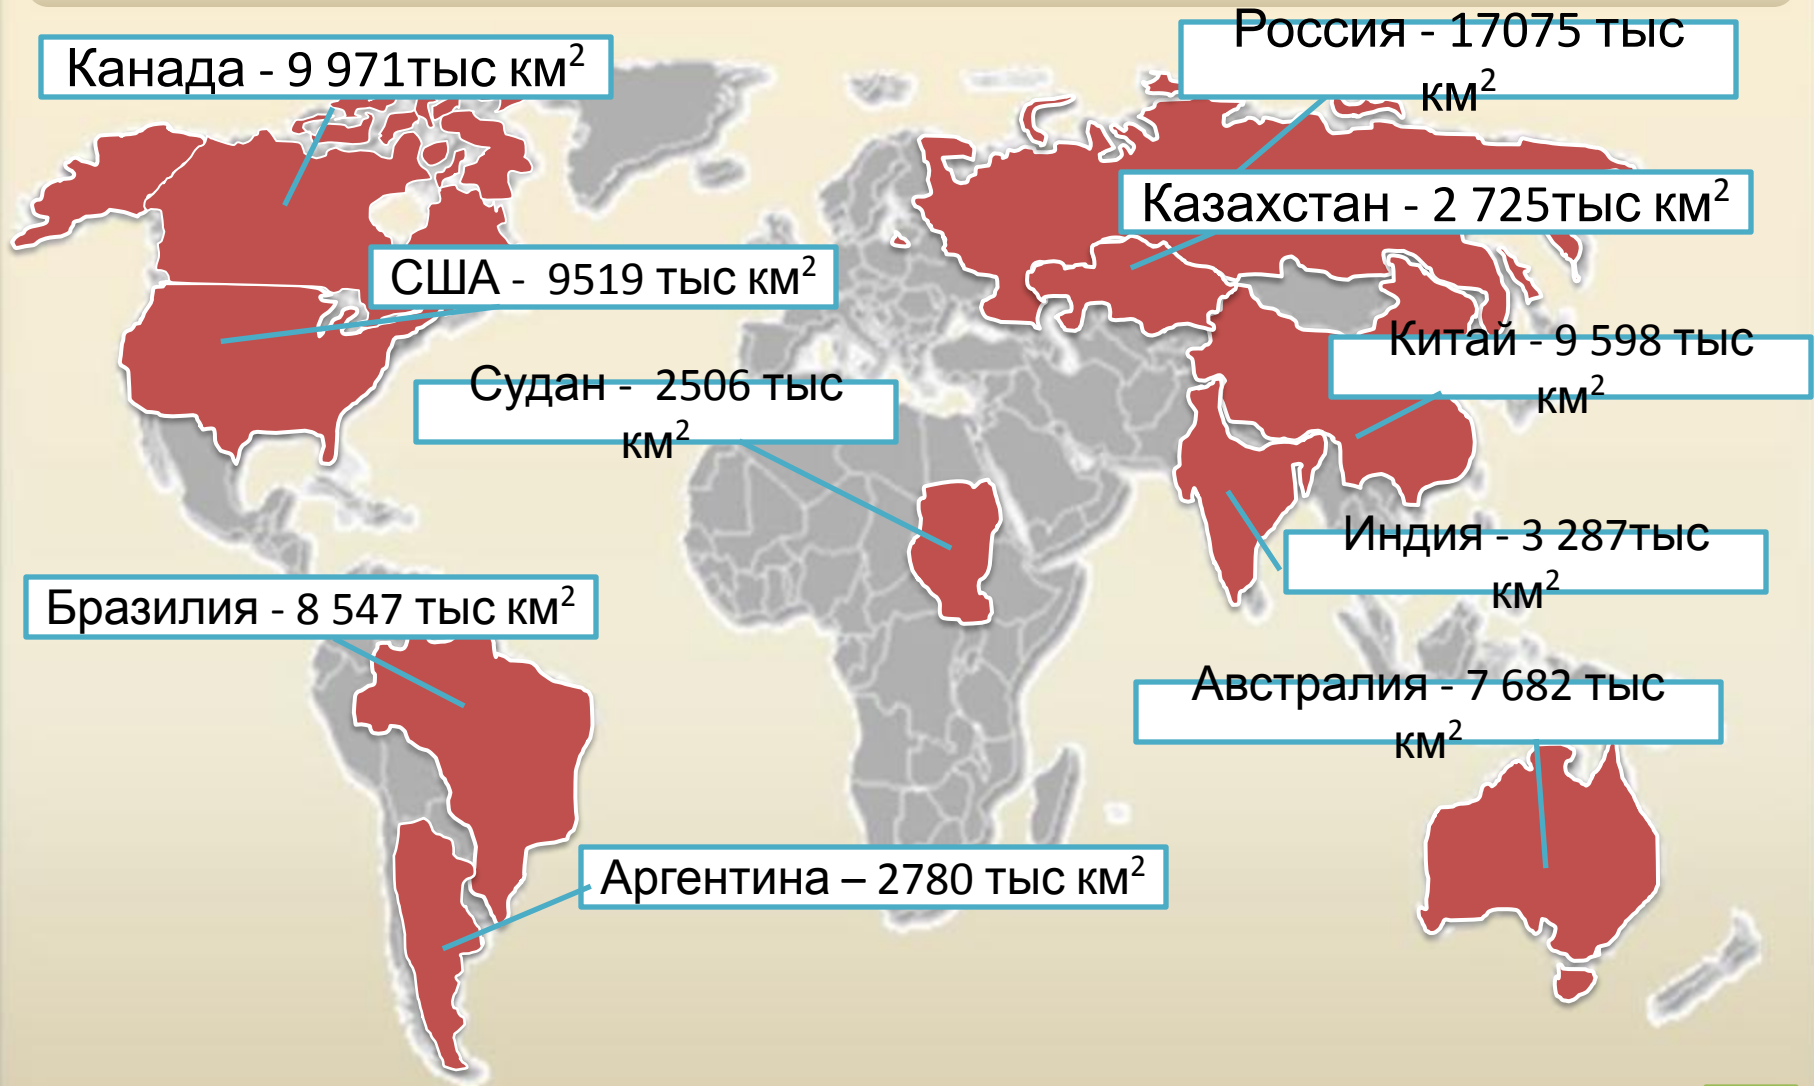 Канада - 9 971тыс км²
Россия - 17075 тыс
км²
Казахстан - 2 725тыс км²
США -  9519 тыс км²
Китай - 9 598 тыс
км²
Судан -  2506 тыс
км²
Индия - 3 287тыс
км²
Бразилия - 8 547 тыс км²
Австралия - 7 682 тыс
км²
Аргентина – 2780 тыс км²